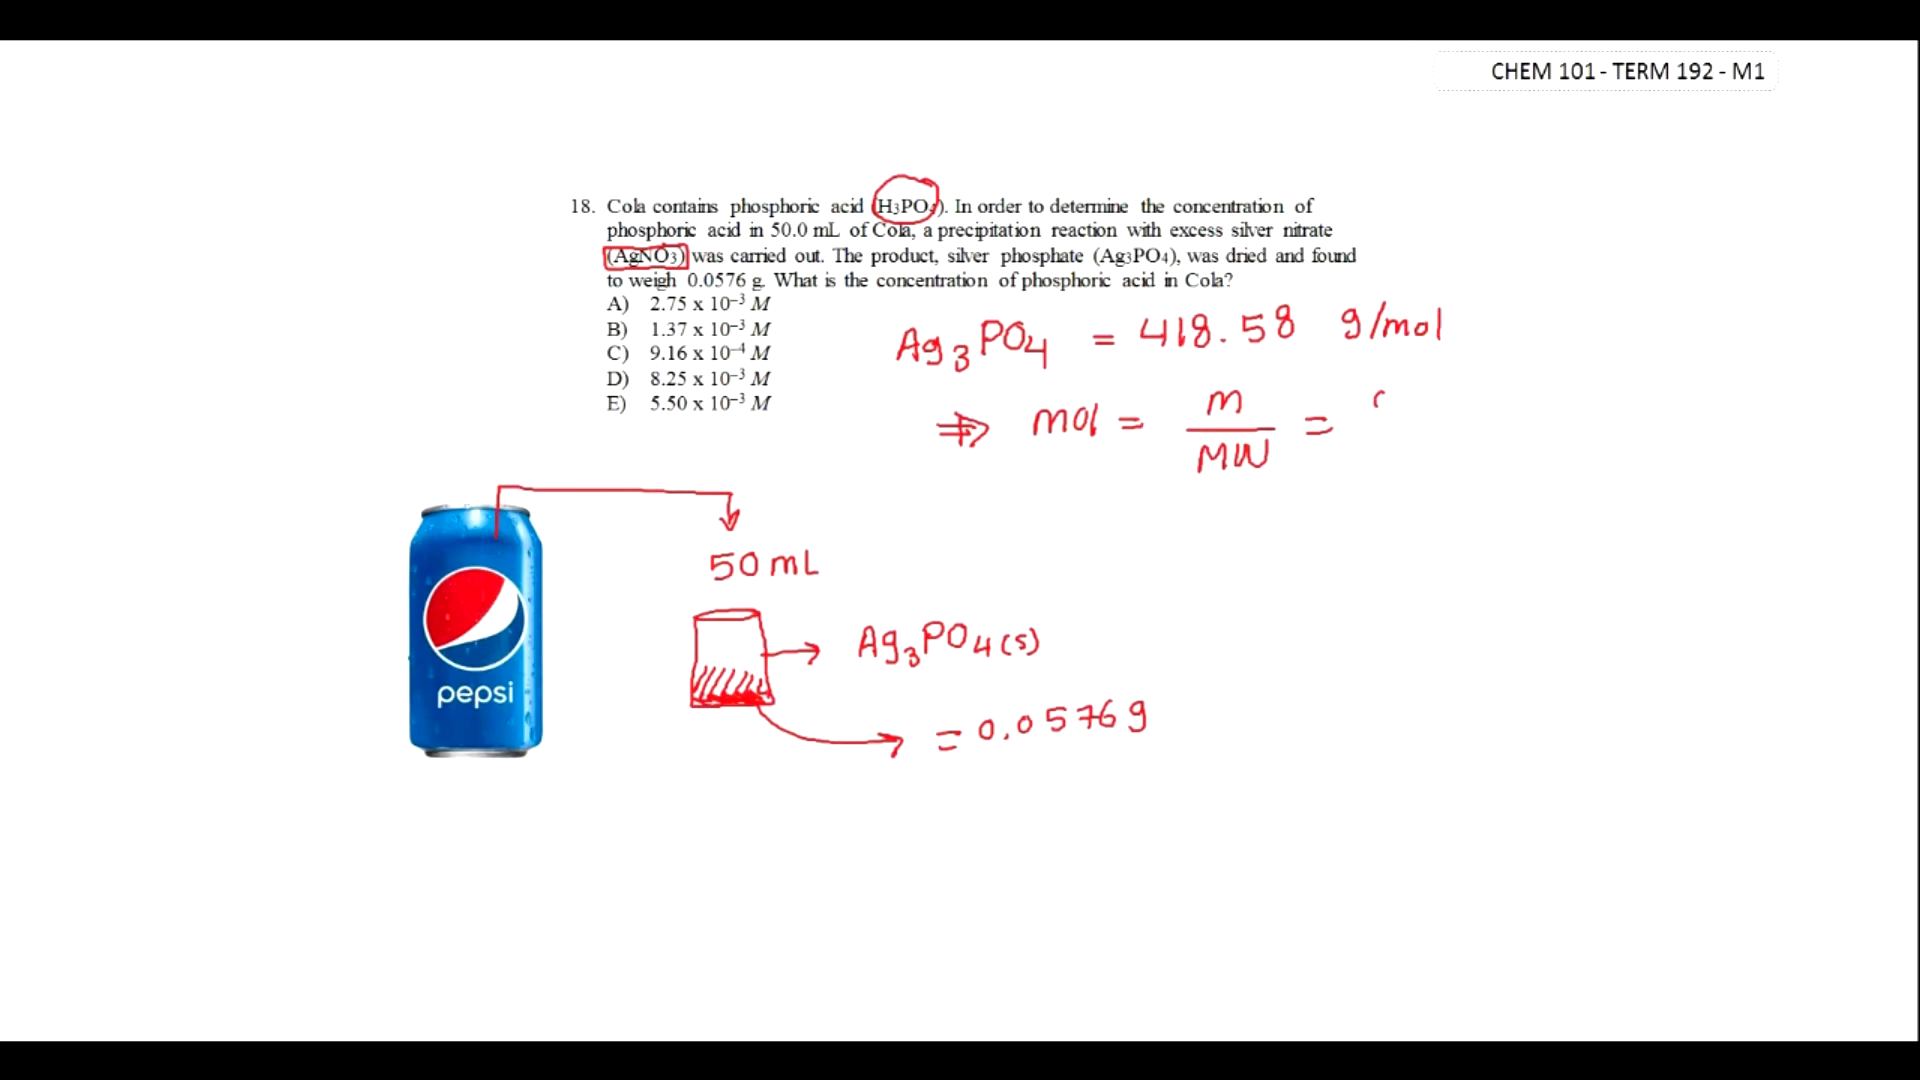 CHEM 101 - TERM 192 - M1
18. Cola contains phosphoric acid (H3PO4). In order to determine the concentration of
phosphoric acid in 50.0 mL of Cola, a precipitation reaction with excess silver nitrate
(AgNO3) was carried out. The product, silver phosphate (Ag3PO4), was dried and found
to weigh 0.0576 g. What is the concentration of phosphoric acid in Cola?
A) 2.75 x 10⁻³ M
B) 1.37 x 10⁻³ M
C) 9.16 x 10⁻⁴ M
D) 8.25 x 10⁻³ M
E) 5.50 x 10⁻³ M
Ag₃PO₄ = 418.58 g/mol
⇒ mol = m/MW =
50 mL
Ag₃PO₄(s)
= 0.0576 g
pepsi